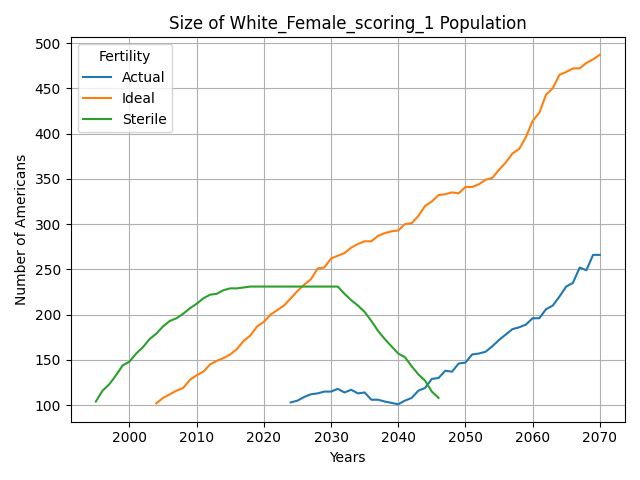 Size of White_Female_scoring_1 Population
Number of Americans
500
450
400
350
300
250
200
150
100
Fertility
Actual
Ideal
Sterile
2000 2010 2020 2030 2040 2050 2060 2070
Years